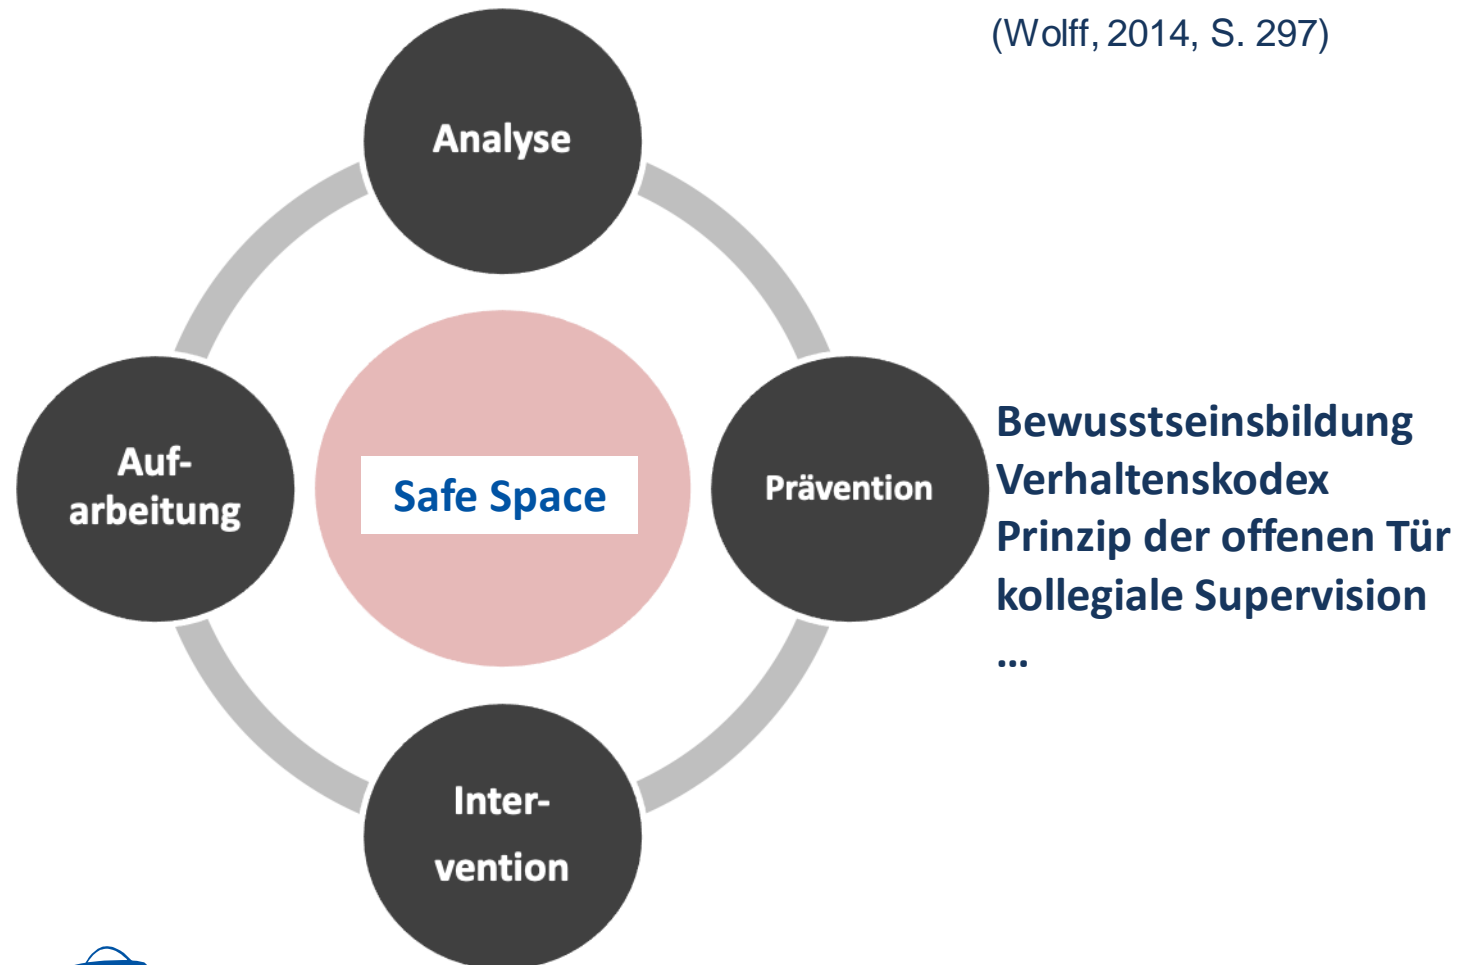 (Wolff, 2014, S. 297)
Analyse
Auf-
arbeitung
Safe Space
Prävention
Bewusstseinsbildung
Verhaltenskodex
Prinzip der offenen Tür
kollegiale Supervision
...
Inter-
vention